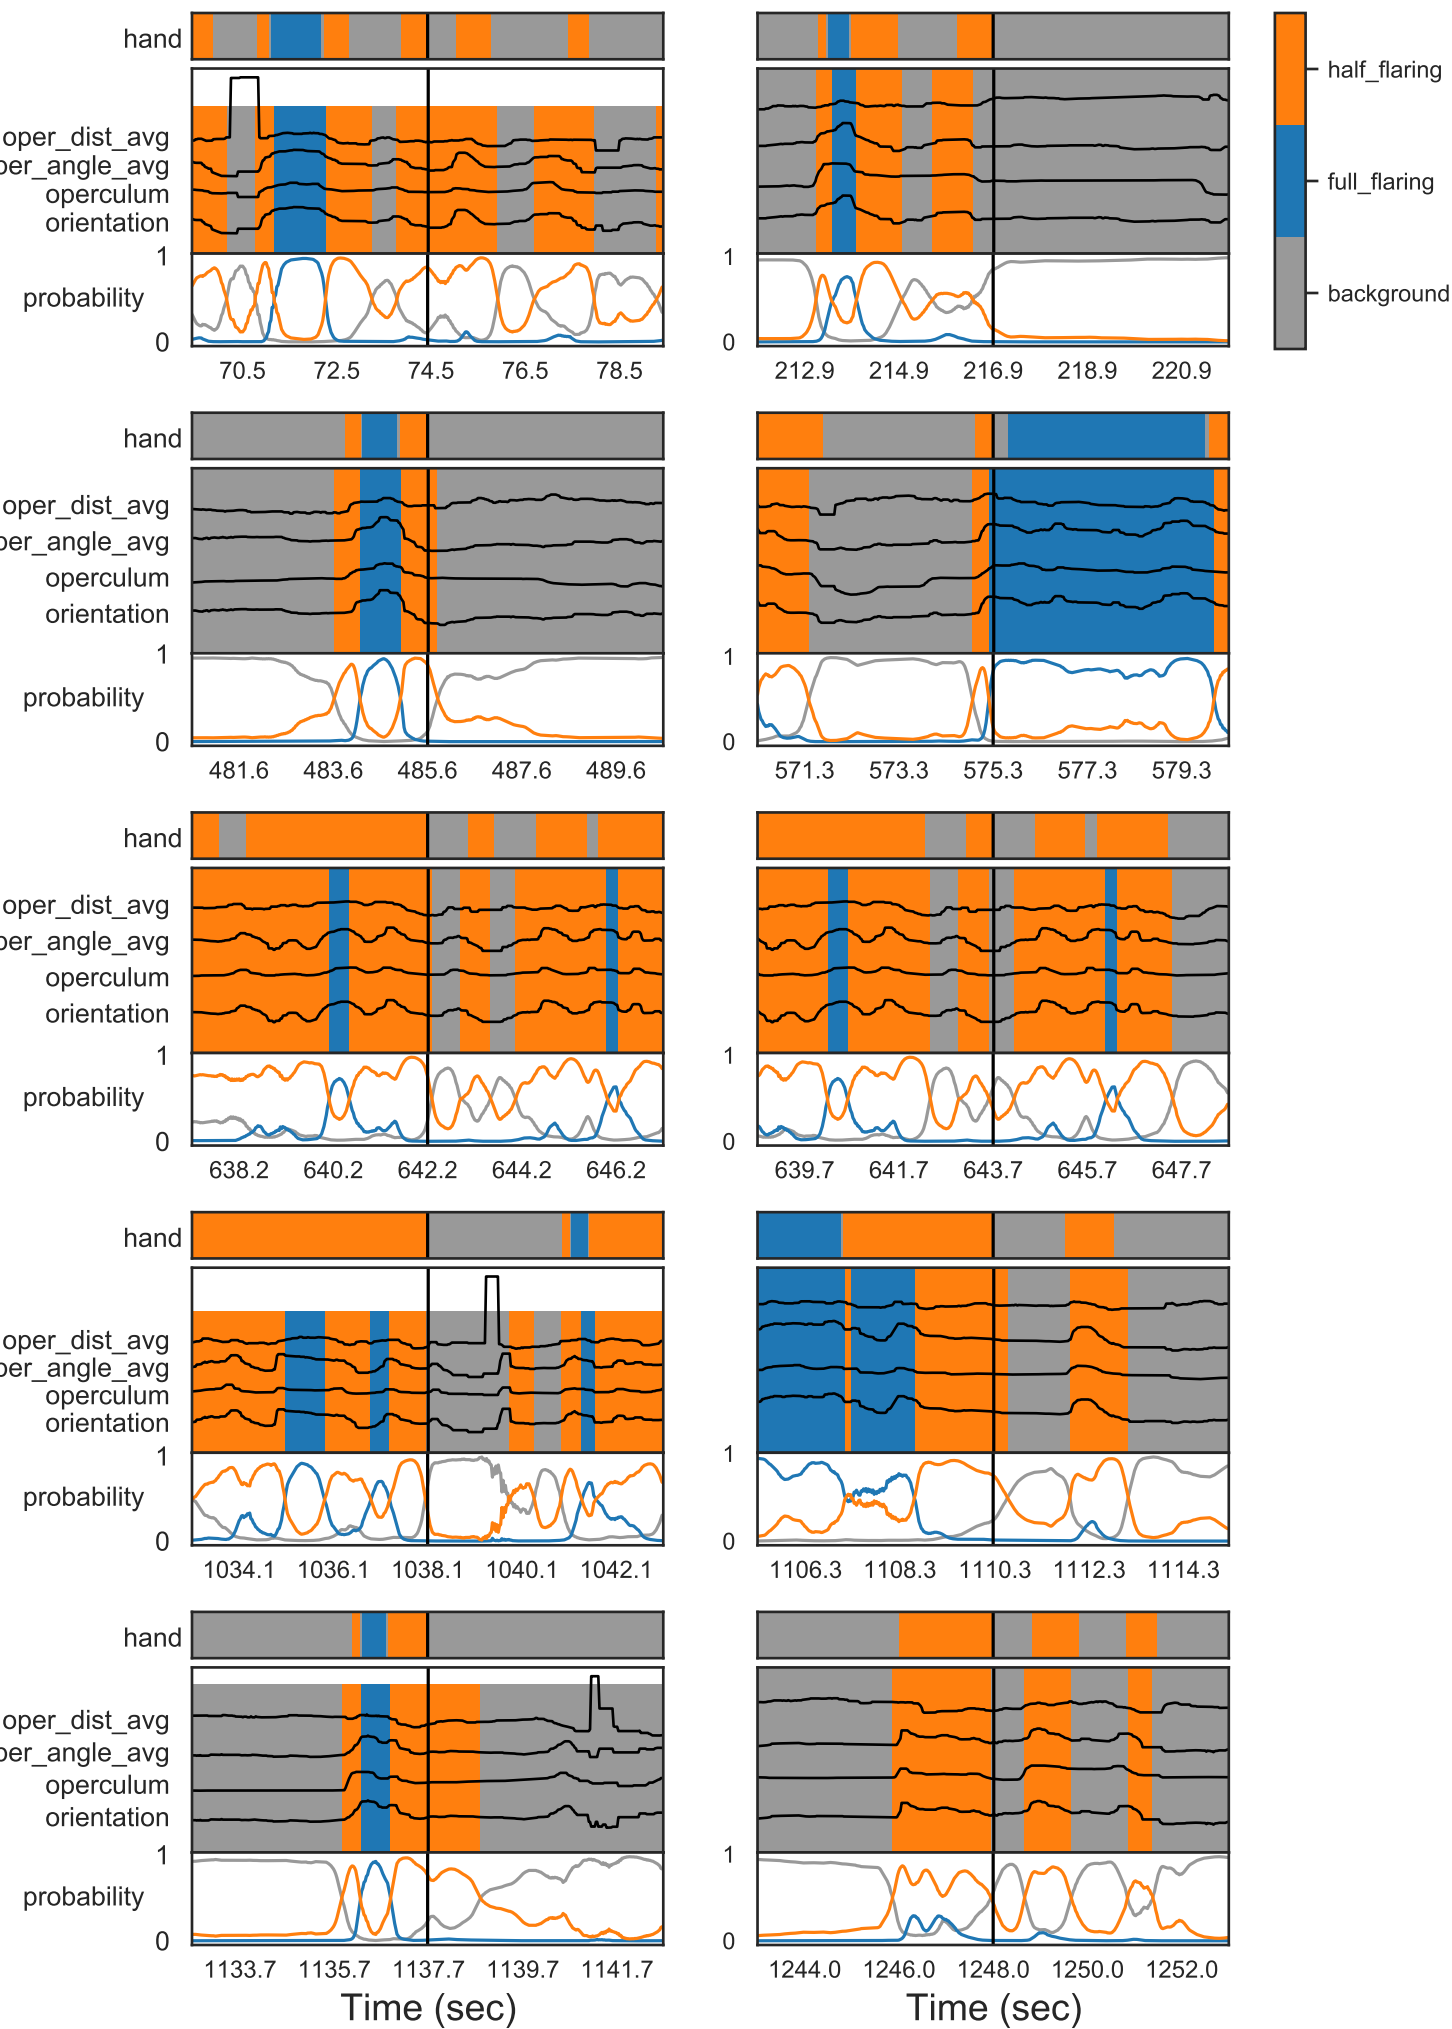 hand
half_flaring
full_flaring
background
oper_dist_avg
per_angle_avg
operculum
orientation
1
probability
0
70.5 72.5 74.5 76.5 78.5
1
0
212.9 214.9 216.9 218.9 220.9
hand
oper_dist_avg
per_angle_avg
operculum
orientation
1
probability
0
481.6 483.6 485.6 487.6 489.6
1
0
571.3 573.3 575.3 577.3 579.3
hand
oper_dist_avg
per_angle_avg
operculum
orientation
1
probability
0
638.2 640.2 642.2 644.2 646.2
1
0
639.7 641.7 643.7 645.7 647.7
hand
oper_dist_avg
per_angle_avg
operculum
orientation
1
probability
0
1034.1 1036.1 1038.1 1040.1 1042.1
1
0
1106.3 1108.3 1110.3 1112.3 1114.3
hand
oper_dist_avg
per_angle_avg
operculum
orientation
1
probability
0
1133.7 1135.7 1137.7 1139.7 1141.7
Time (sec)
1
0
1244.0 1246.0 1248.0 1250.0 1252.0
Time (sec)